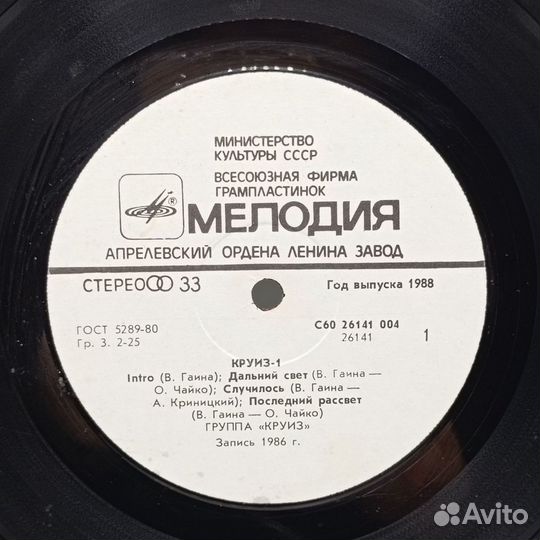 МИНИСТЕРСТВО
КУЛЬТУРЫ СССР
ВСЕСОЮЗНАЯ ФИРМА
ГРАМПЛАСТИНОК
®
МЕЛОДИЯ
АПРЕЛЕВСКИЙ ОРДЕНА ЛЕНИНА ЗАВОД
СТЕРЕО 33
Год выпуска 1988
ГОСТ 5289-80
Гр. 3. 2-25
С60 26141 004
26141
1
КРУИЗ-1
Intro (В. Гаина); Дальний свет (В. Гаина —
О. Чайко); Случилось (В. Гаина —
А. Криницкий); Последний рассвет
(В. Гаина — О. Чайко)
ГРУППА «КРУИЗ»
Запись 1986 г.
Avito